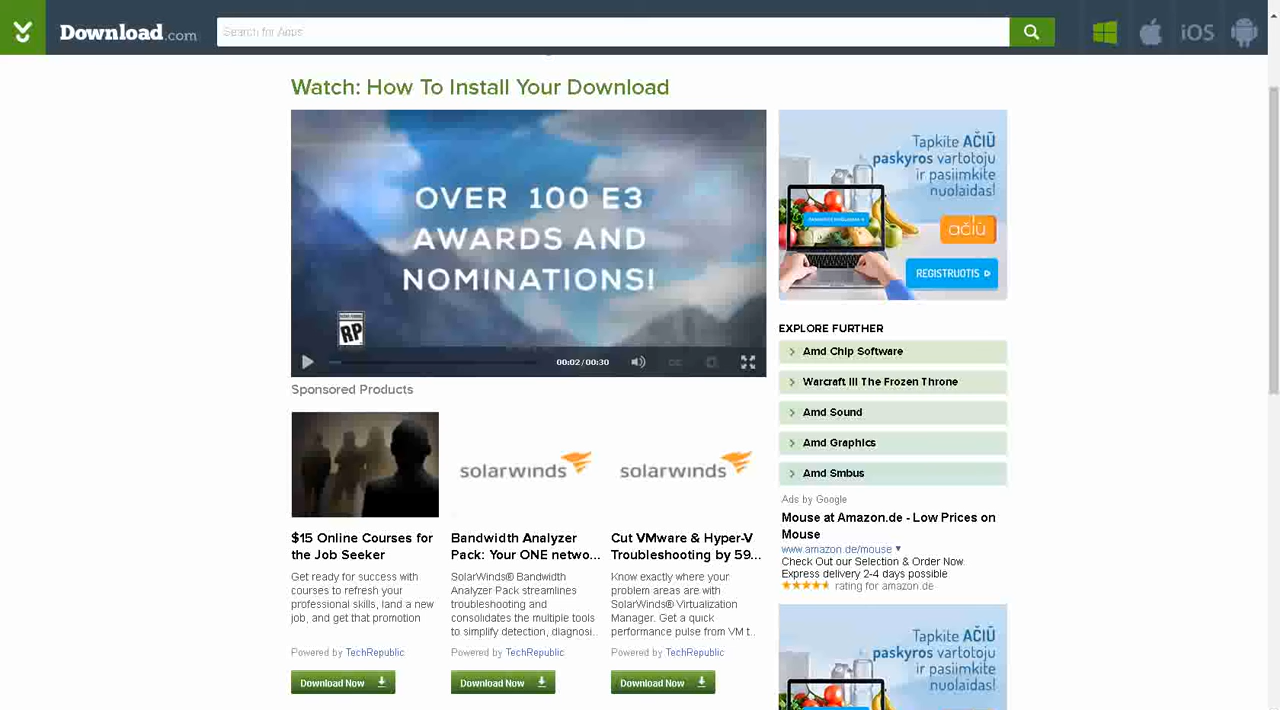 Download.com
Search for Apps
iOS
Watch: How To Install Your Download
OVER 100 E3
AWARDS AND
NOMINATIONS!
RP
00:02/00:30
CC
Sponsored Products
solarwinds
solarwinds
$15 Online Courses for
the Job Seeker
Get ready for success with
courses to refresh your
professional skills, land a new
job, and get that promotion
Powered by TechRepublic
Download Now
Bandwidth Analyzer
Pack: Your ONE netwo...
SolarWinds® Bandwidth
Analyzer Pack streamlines
troubleshooting and
consolidates the multiple tools
to simplify detection, diagnosi..
Powered by TechRepublic
Download Now
Cut VMware & Hyper-V
Troubleshooting by 59...
Know exactly where your
problem areas are with
SolarWinds® Virtualization
Manager. Get a quick
performance pulse from VM t..
Powered by TechRepublic
Download Now
Tapkite AČIŪ
paskyros vartotoju
ir pasiimkite
nuolaidas!
ačiū
REGISTRUOTIS
EXPLORE FURTHER
Amd Chip Software
Warcraft III The Frozen Throne
Amd Sound
Amd Graphics
Amd Smbus
Ads by Google
Mouse at Amazon.de - Low Prices on
Mouse
www.amazon.de/mouse
Check Out our Selection & Order Now.
Express delivery 2-4 days possible.
rating for amazon.de
Tapkite AČIŪ
paskyros vartotoju
ir pasiimkite
nuolaidas!